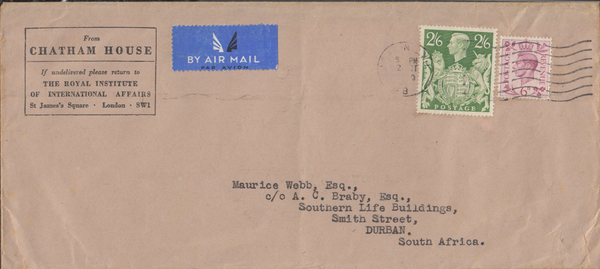 From
CHATHAM HOUSE
If undelivered please return to
THE ROYAL INSTITUTE
OF INTERNATIONAL AFFAIRS
St James's Square · London · SW1
BY AIR MAIL
PAR AVION
2/6 2/6
POSTAGE
Maurice Webb, Esq.,
c/o A. C. Braby, Esq.,
Southern Life Buildings,
Smith Street,
DURBAN.
South Africa.